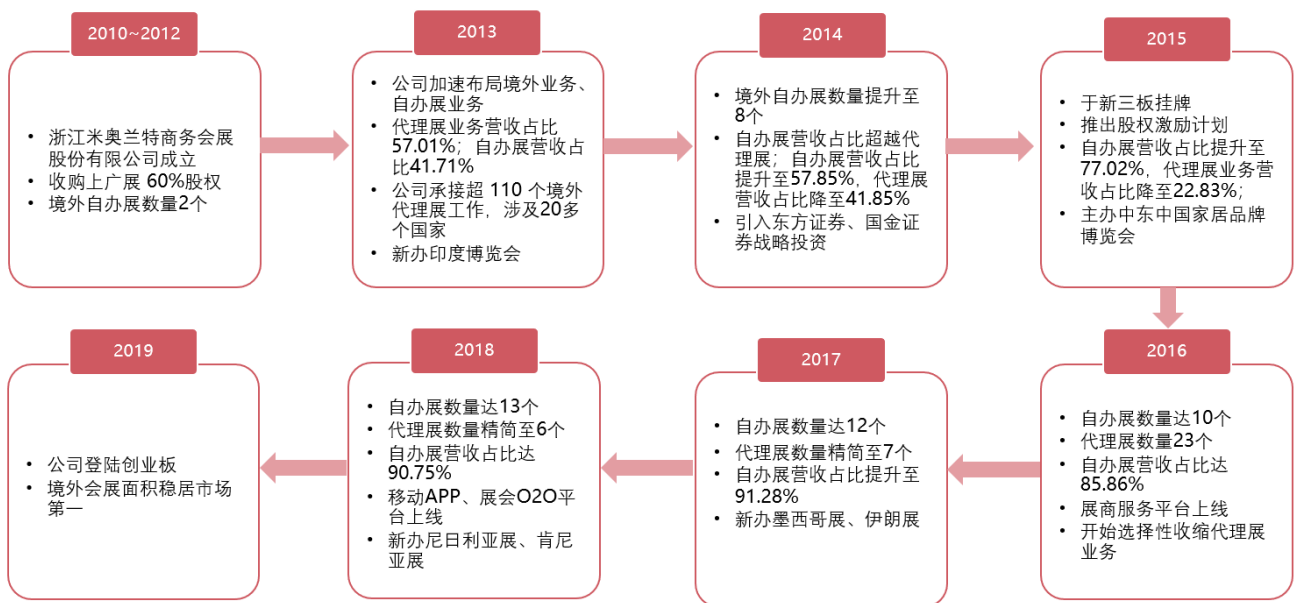 2010~2012
• 浙江米奥兰特商务会展
股份有限公司成立
• 收购上广展 60%股权
• 境外自办展数量2个
2013
• 公司加速布局境外业务、
自办展业务
• 代理展业务营收占比
57.01%；自办展营收占
比41.71%
• 公司承接超 110 个境外
代理展工作，涉及20多
个国家
• 新办印度博览会
2014
• 境外自办展数量提升至
8个
• 自办展营收占比超越代
理展；自办展营收占比
提升至57.85%，代理展
营收占比降至41.85%
• 引入东方证券、国金证
券战略投资
2015
• 于新三板挂牌
• 推出股权激励计划
• 自办展营收占比提升至
77.02%，代理展业务营
收占比降至22.83%；
• 主办中东中国家居品牌
博览会
2016
• 自办展数量达10个
• 代理展数量23个
• 自办展营收占比达
85.86%
• 展商服务平台上线
• 开始选择性收缩代理展
业务
2017
• 自办展数量达12个
• 代理展数量精简至7个
• 自办展营收占比提升至
91.28%
• 新办墨西哥展、伊朗展
2018
• 自办展数量达13个
• 代理展数量精简至6个
• 自办展营收占比达
90.75%
• 移动APP、展会O2O平
台上线
• 新办尼日利亚展、肯尼
亚展
2019
• 公司登陆创业板
• 境外会展面积稳居市场
第一